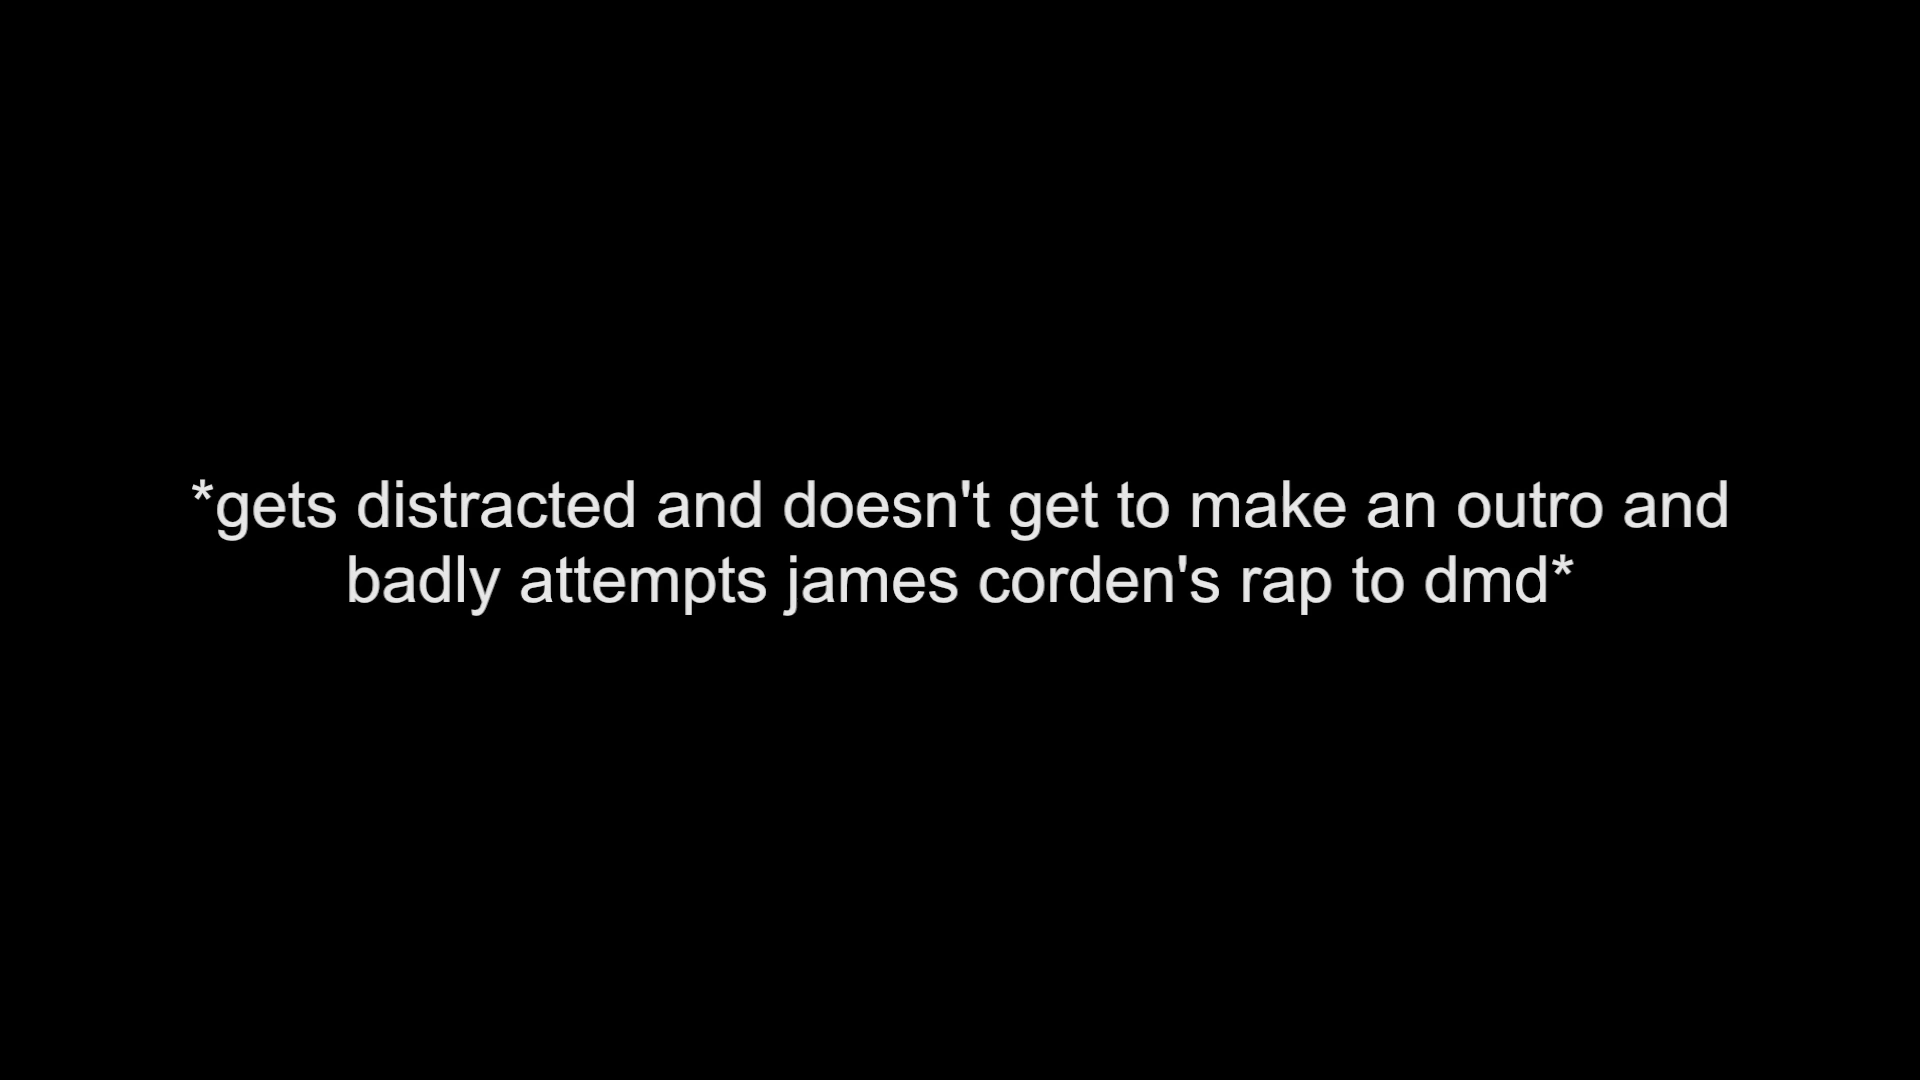 *gets distracted and doesn't get to make an outro and
badly attempts james corden's rap to dmd*